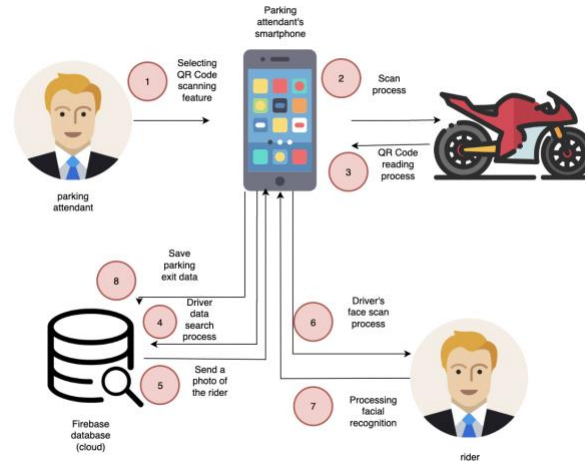 Parking
attendant's
smartphone
1
Selecting
QR Code
scanning
feature
2
Scan
process
3
QR Code
reading
process
parking
attendant
8
Save
parking
exit data
4
Driver
data
search
process
5
Send a
photo of
the rider
6
Driver's
face scan
process
7
Processing
facial
recognition
Firebase
database
(cloud)
rider